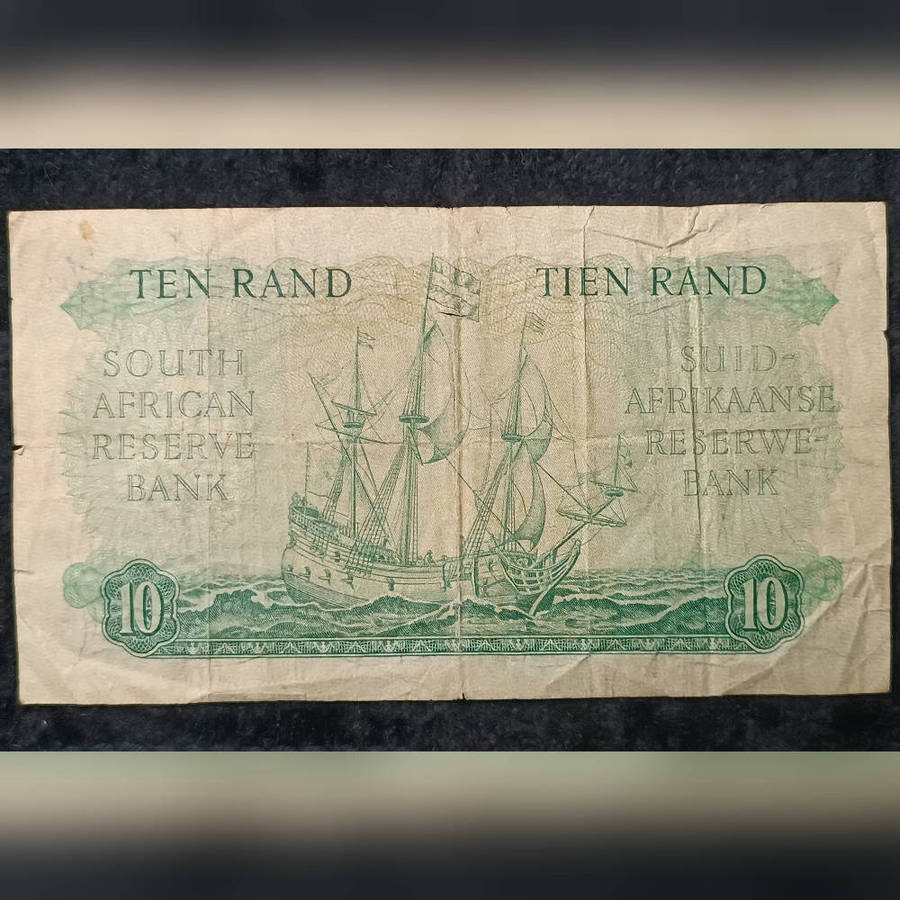 TEN RAND
TIEN RAND
SOUTH
AFRICAN
RESERVE
BANK
SUID-
AFRIKAANSE
RESERWE-
BANK
10
10